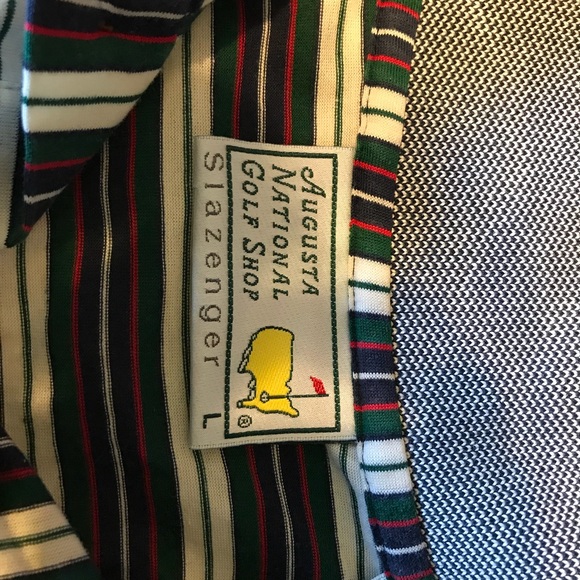 Augusta
National
Golf Shop
®
Slazenger L